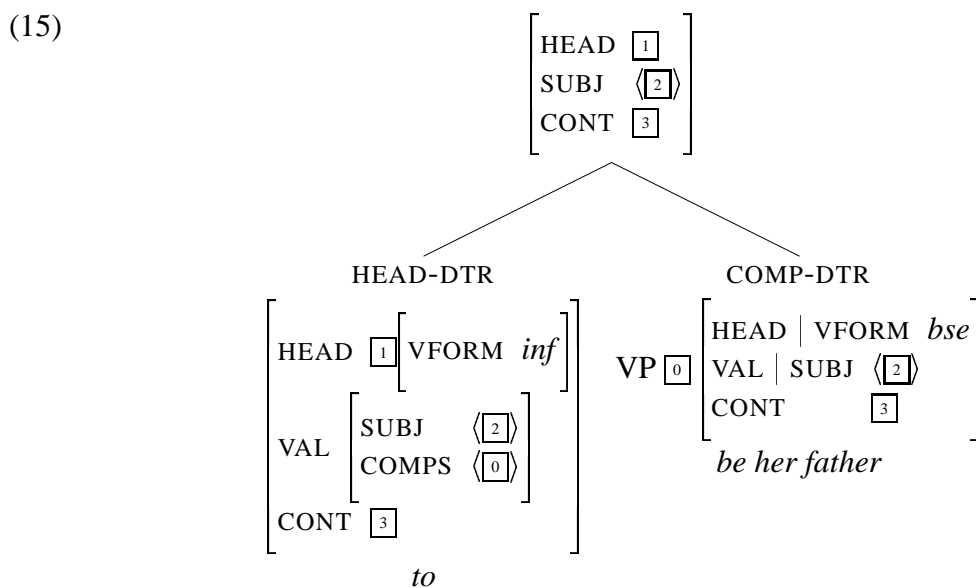 (15)
HEAD 1
SUBJ ⟨2⟩
CONT 3
HEAD-DTR
COMP-DTR
HEAD 1 [VFORM inf]
VAL [SUBJ ⟨2⟩
COMPS ⟨0⟩]
CONT 3
to
VP 0 [HEAD | VFORM bse
VAL | SUBJ ⟨2⟩
CONT 3]
be her father